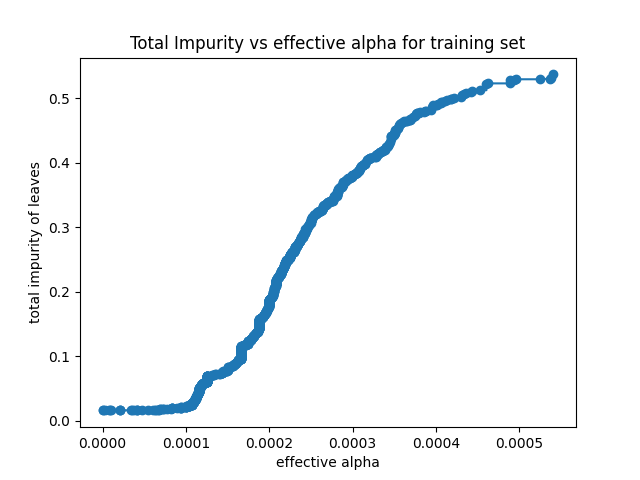 Total Impurity vs effective alpha for training set
total impurity of leaves
0.5
0.4
0.3
0.2
0.1
0.0
0.0000 0.0001 0.0002 0.0003 0.0004 0.0005
effective alpha